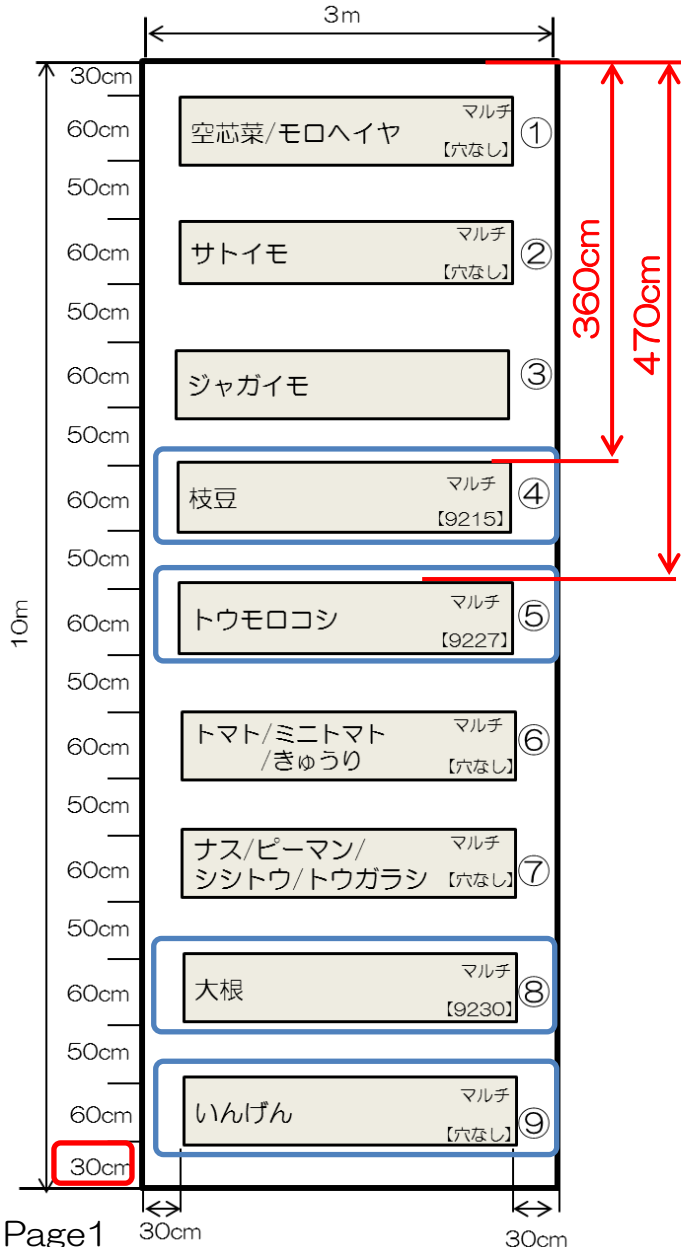 3m
30cm
60cm
空芯菜/モロヘイヤ
マルチ
【穴なし】
①
50cm
60cm
サトイモ
マルチ
【穴なし】
②
50cm
60cm
ジャガイモ
③
50cm
60cm
枝豆
マルチ
【9215】
④
50cm
60cm
トウモロコシ
マルチ
【9227】
⑤
50cm
60cm
トマト/ミニトマト
/きゅうり
マルチ
【穴なし】
⑥
50cm
60cm
ナス/ピーマン/
シシトウ/トウガラシ
マルチ
【穴なし】
⑦
50cm
60cm
大根
マルチ
【9230】
⑧
50cm
60cm
いんげん
マルチ
【穴なし】
⑨
30cm
10m
360cm
470cm
30cm
30cm
Page1